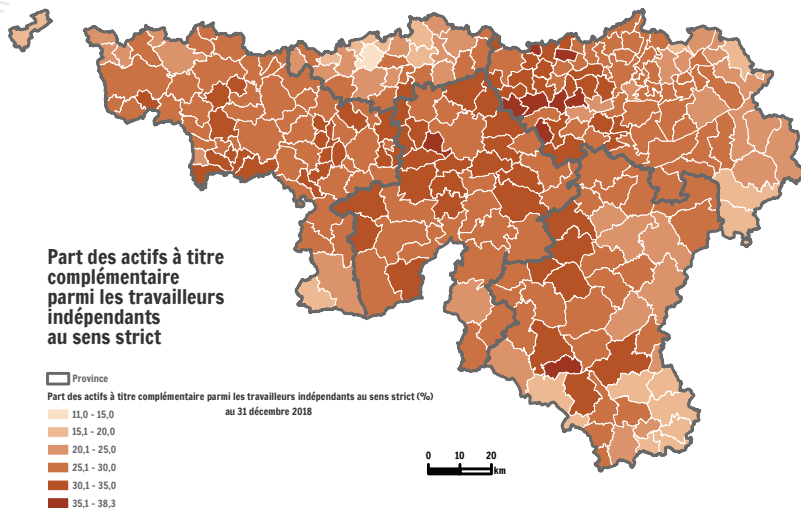 Part des actifs à titre
complémentaire
parmi les travailleurs
indépendants
au sens strict
Province
Part des actifs à titre complémentaire parmi les travailleurs indépendants au sens strict (%)
au 31 décembre 2018
11,0 - 15,0
15,1 - 20,0
20,1 - 25,0
25,1 - 30,0
30,1 - 35,0
35,1 - 38,3
0 10 20
km